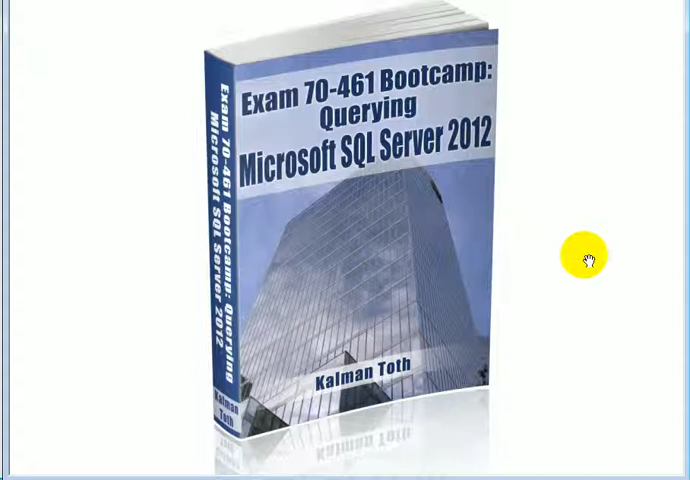 Exam 70-461 Bootcamp:
Querying
Microsoft SQL Server 2012
Kalman Toth
Exam 70-461 Bootcamp: Querying
Microsoft SQL Server 2012
Kalman
Toth